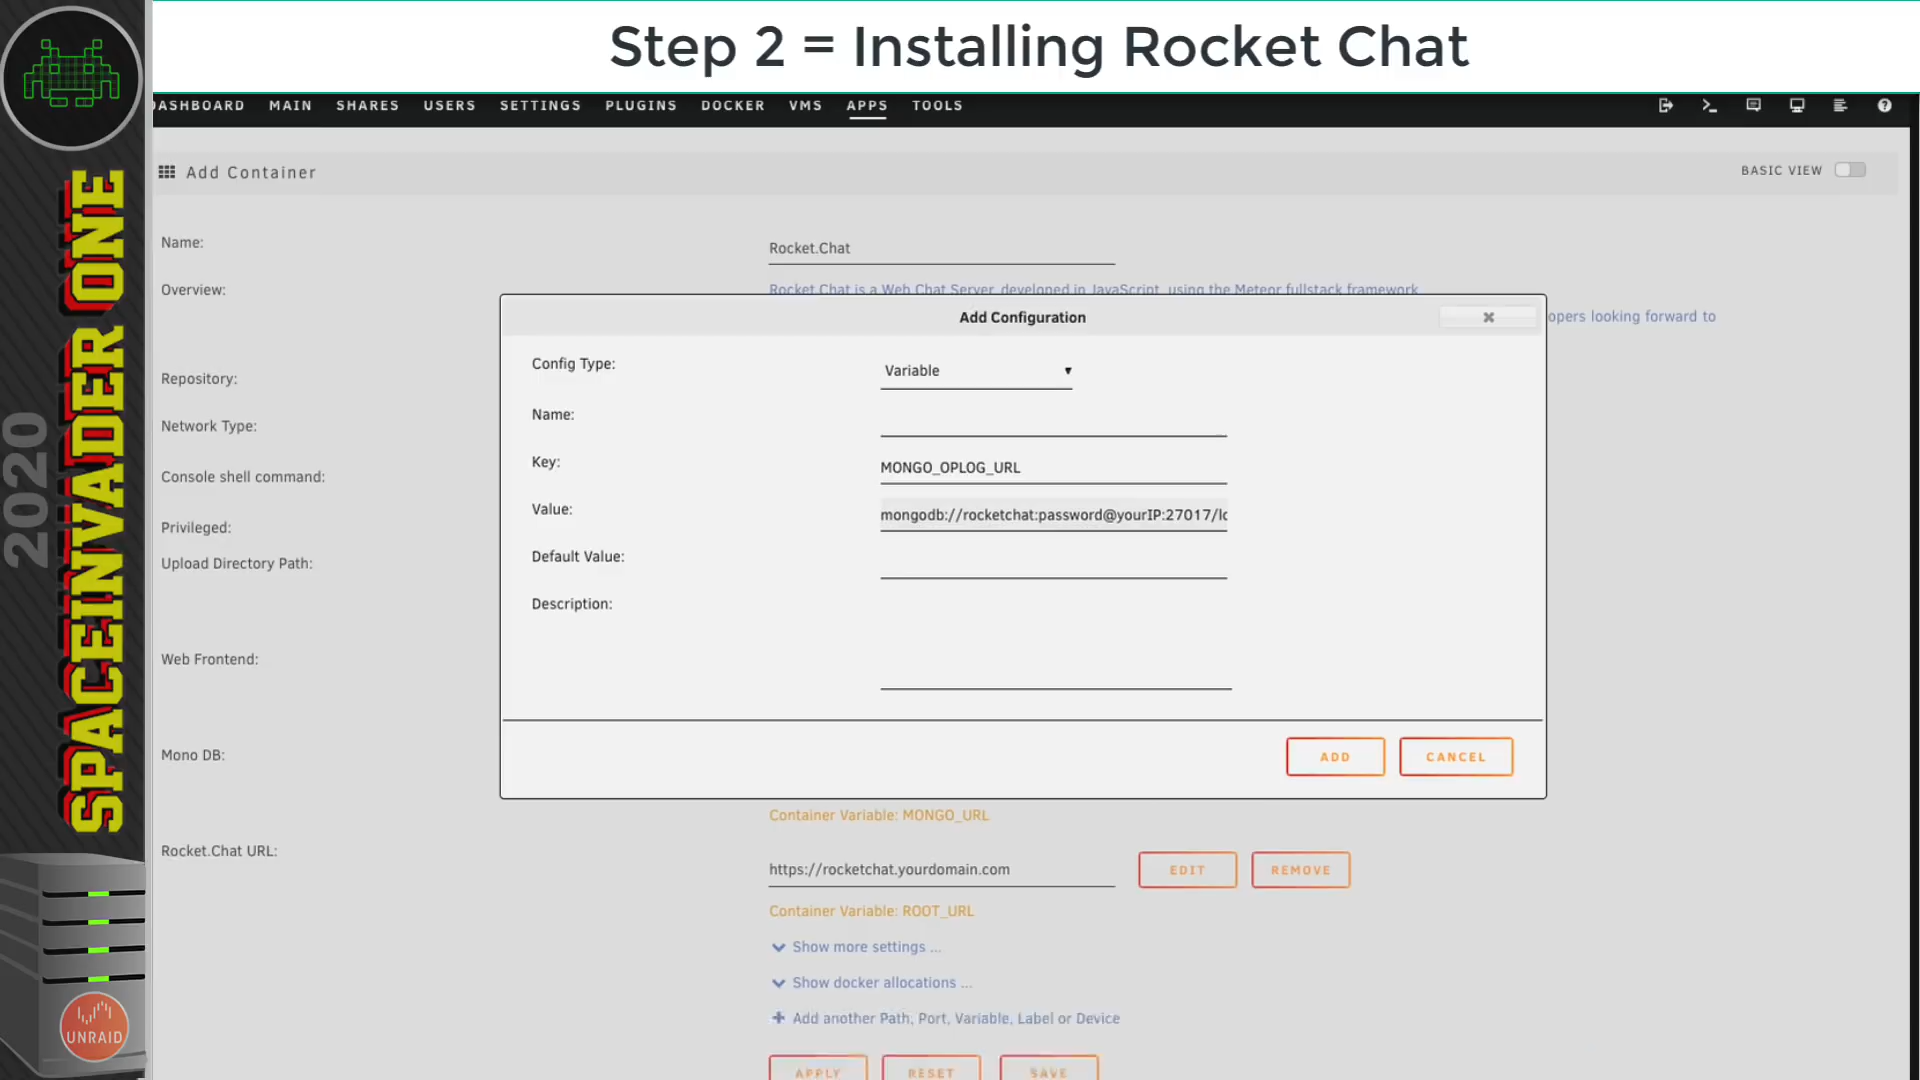 Step 2 = Installing Rocket Chat
DASHBOARD MAIN SHARES USERS SETTINGS PLUGINS DOCKER VMS APPS TOOLS
Add Container
BASIC VIEW
Name:
Rocket.Chat
Overview:
Rocket.Chat is a Web Chat Server, developed in JavaScript, using the Meteor fullstack framework
opers looking forward to
Repository:
Network Type:
Console shell command:
Privileged:
Upload Directory Path:
Web Frontend:
Mono DB:
Add Configuration
Config Type:
Variable
Name:
Key:
MONGO_OPLOG_URL
Value:
mongodb://rocketchat:password@yourIP:27017/lo
Default Value:
Description:
ADD CANCEL
Container Variable: MONGO_URL
Rocket.Chat URL:
https://rocketchat.yourdomain.com
EDIT REMOVE
Container Variable: ROOT_URL
Show more settings ...
Show docker allocations ...
Add another Path, Port, Variable, Label or Device
APPLY RESET SAVE
2020
SPACEINVADER ONE
UNRAID